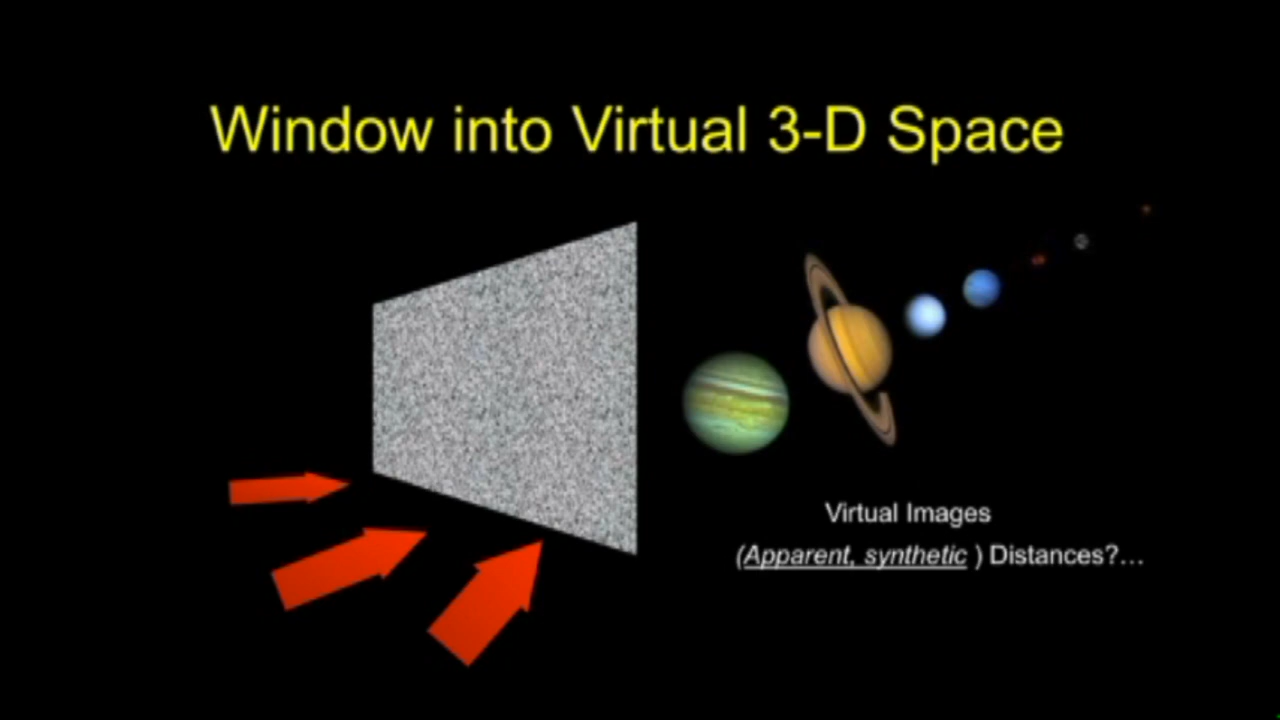 Window into Virtual 3-D Space
Virtual Images
(Apparent, synthetic ) Distances?...